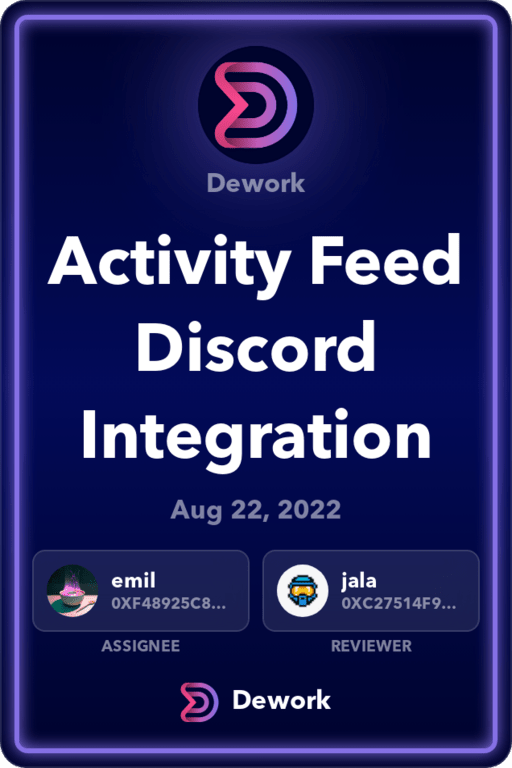 Dework
Activity Feed
Discord
Integration
Aug 22, 2022
emil
0XF48925C8...
ASSIGNEE
jala
0XC27514F9...
REVIEWER
Dework